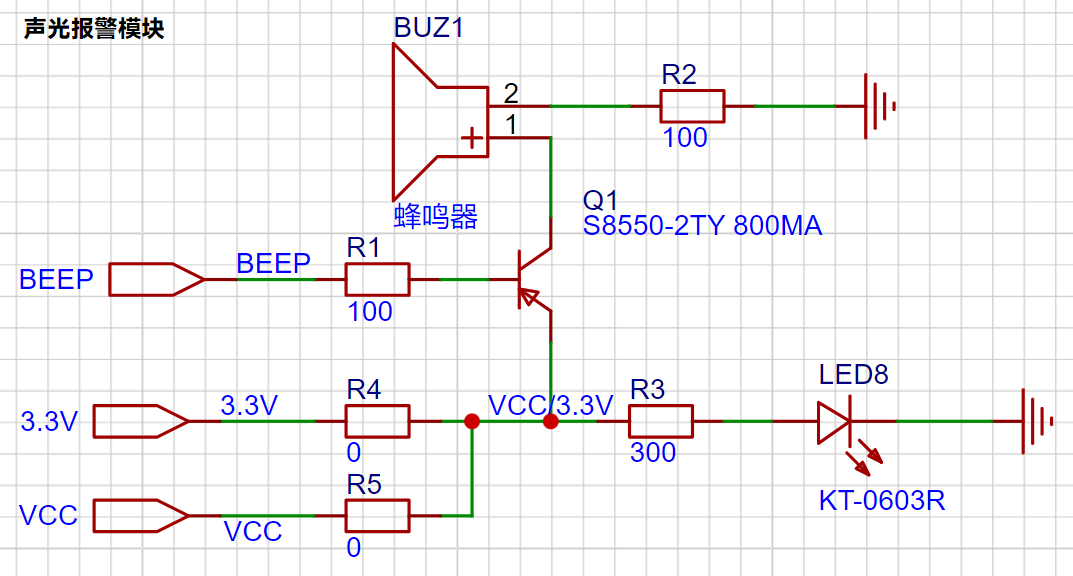 声光报警模块
BUZ1
2
1
R2
100
蜂鸣器
Q1
S8550-2TY 800MA
BEEP
BEEP
R1
100
3.3V
3.3V
R4
0
VCC/3.3V
R3
300
LED8
KT-0603R
VCC
VCC
R5
0